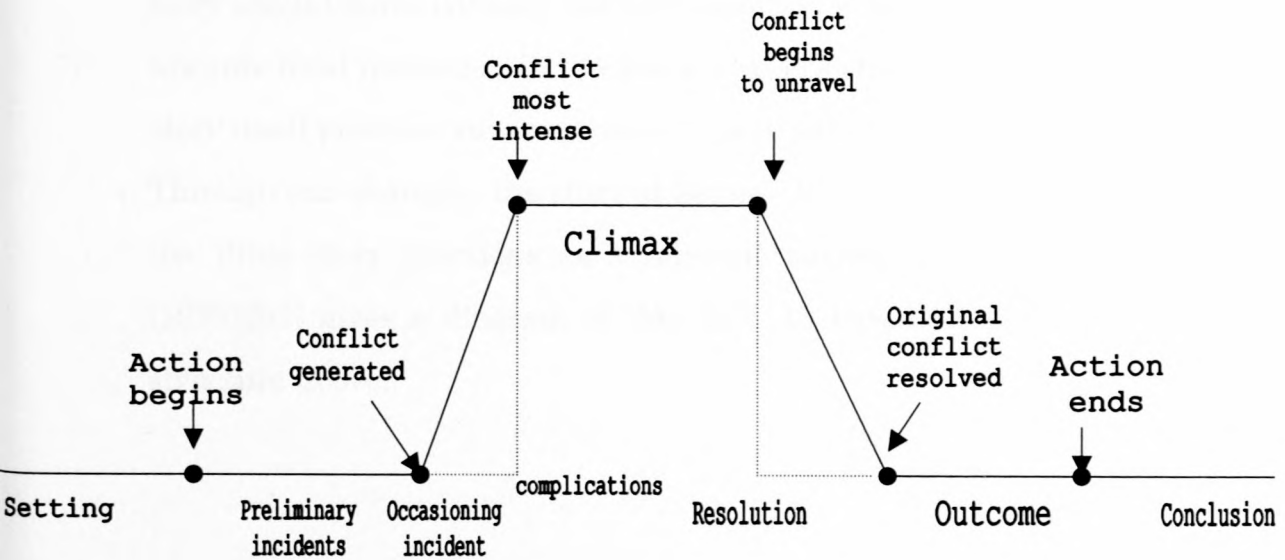 Conflict
begins
to unravel
Conflict
most
intense
Climax
Original
conflict
resolved
Conflict
generated
Action
begins
Action
ends
complications
Setting
Preliminary
incidents
Occasioning
incident
Resolution
Outcome
Conclusion